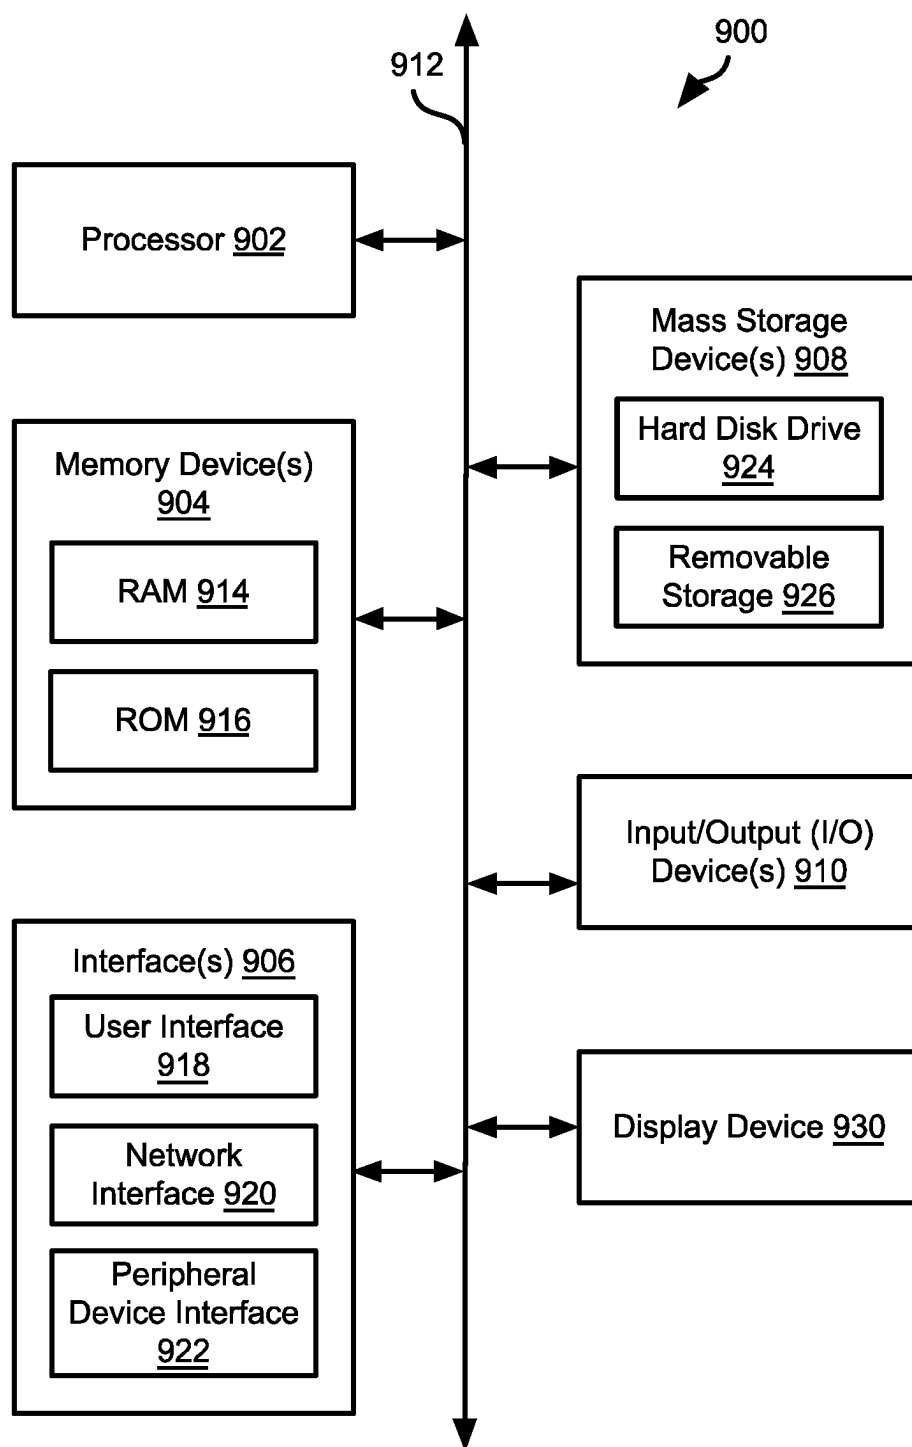 900
912
Processor 902
Mass Storage
Device(s) 908
Hard Disk Drive
924
Removable
Storage 926
Memory Device(s)
904
RAM 914
ROM 916
Input/Output (I/O)
Device(s) 910
Interface(s) 906
User Interface
918
Network
Interface 920
Peripheral
Device Interface
922
Display Device 930